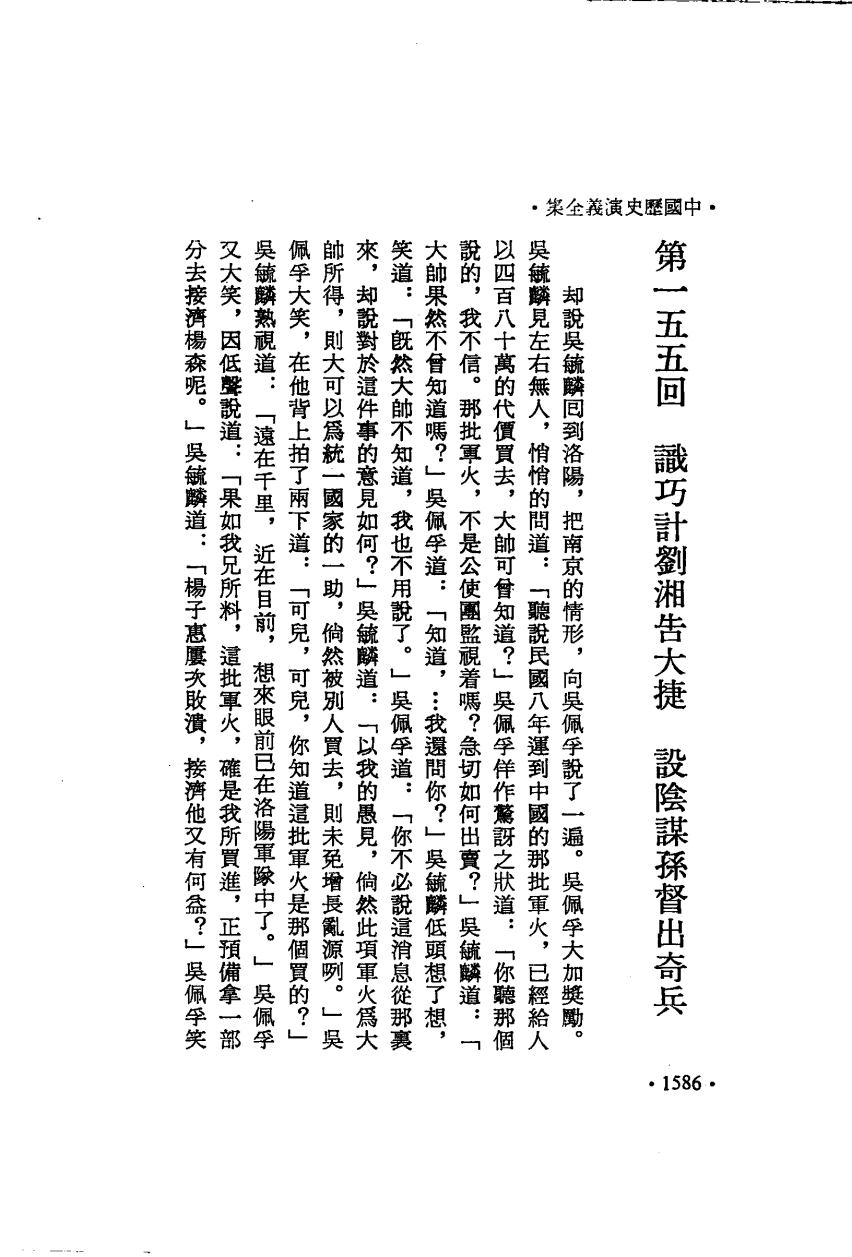 •中國歷史演義全集•
第一五五回　識巧計劉湘告大捷　設陰謀孫督出奇兵
却說吳毓麟回到洛陽，把南京的情形，向吳佩孚說了一遍。吳佩孚大加獎勵。
吳毓麟見左右無人，悄悄的問道：「聽說民國八年運到中國的那批軍火，已經給人
以四百八十萬的代價買去，大帥可曾知道？」吳佩孚佯作驚訝之狀道：「你聽那個
說的，我不信。那批軍火，不是公使團監視着嗎？急切如何出賣？」吳毓麟道：「
大帥果然不曾知道嗎？」吳佩孚道：「知道，…我還問你？」吳毓麟低頭想了想，
笑道：「既然大帥不知道，我也不用說了。」吳佩孚道：「你不必說這消息從那裏
來，却說對於這件事的意見如何？」吳毓麟道：「以我的愚見，倘然此項軍火爲大
帥所得，則大可以爲統一國家的一助，倘然被別人買去，則未免增長亂源咧。」吳
佩孚大笑，在他背上拍了兩下道：「可兒，可兒，你知道這批軍火是那個買的？」
吳毓麟熟視道：「遠在千里，近在目前，想來眼前已在洛陽軍隊中了。」吳佩孚
又大笑，因低聲說道：「果如我兄所料，這批軍火，確是我所買進，正預備拿一部
分去接濟楊森呢。」吳毓麟道：「楊子惠屢次敗潰，接濟他又有何益？」吳佩孚笑
•1586•